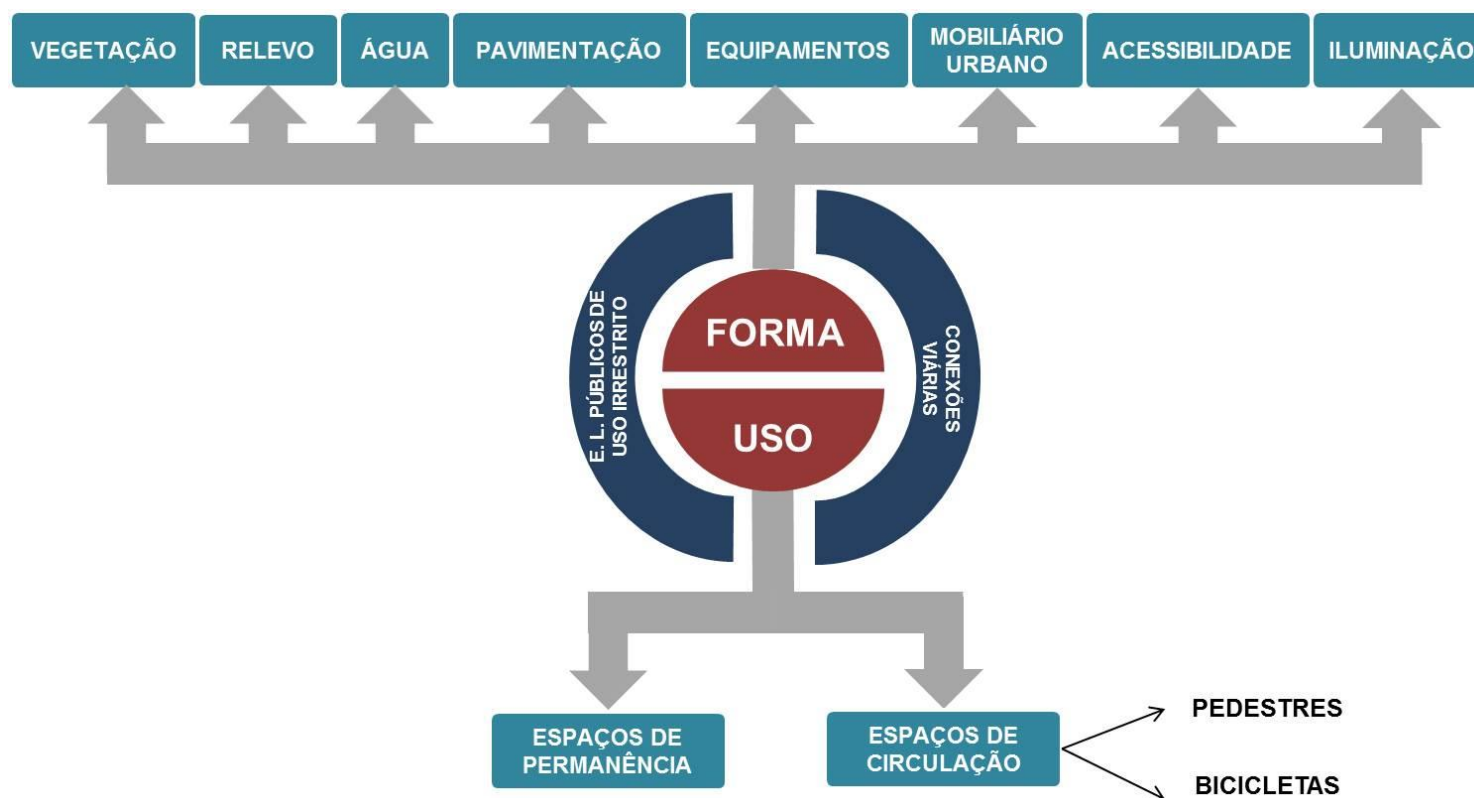 VEGETAÇÃO
RELEVO
ÁGUA
PAVIMENTAÇÃO
EQUIPAMENTOS
MOBILIÁRIO
URBANO
ACESSIBILIDADE
ILUMINAÇÃO
E. L. PÚBLICOS DE
USO IRRESTRITO
FORMA
USO
CONEXÕES
VIÁRIAS
ESPAÇOS DE
PERMANÊNCIA
ESPAÇOS DE
CIRCULAÇÃO
PEDESTRES
BICICLETAS